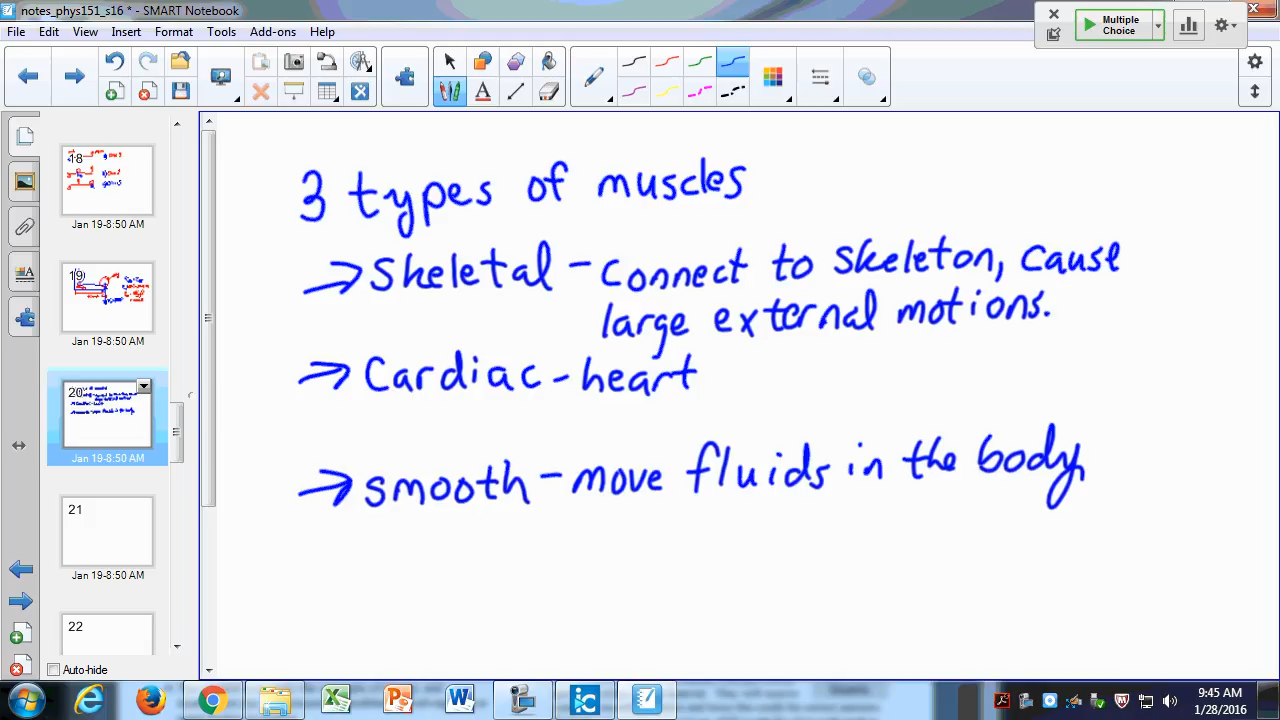 notes_phys151_s16 * - SMART Notebook
Multiple Choice
File Edit View Insert Format Tools Add-ons Help
18
Jan 19-8:50 AM
19
Jan 19-8:50 AM
20
Jan 19-8:50 AM
21
Jan 19-8:50 AM
22
Auto-hide
3 types of muscles
→ Skeletal - connect to skeleton, cause
large external motions.
→ Cardiac - heart
→ smooth - move fluids in the body,
9:45 AM
1/28/2016